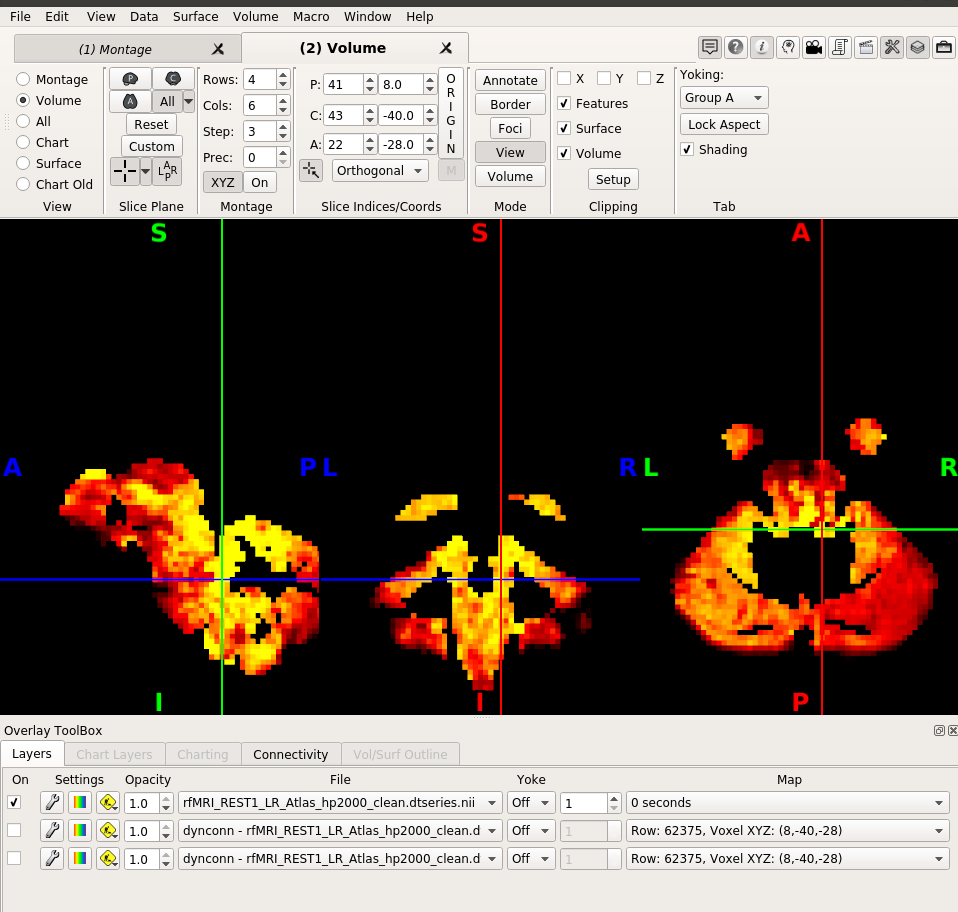 File Edit View Data Surface Volume Macro Window Help
(1) Montage (2) Volume
Montage
Volume
All
Chart
Surface
Chart Old
View
P C
A All
Reset
Custom
L A R P
Slice Plane
Rows: 4
Cols: 6
Step: 3
Prec: 0
XYZ On
Montage
P: 41 8.0
C: 43 -40.0
A: 22 -28.0
Orthogonal
O
R
I
G
I
N
M
Slice Indices/Coords
Annotate
Border
Foci
View
Volume
Mode
X Y Z
Features
Surface
Volume
Setup
Clipping
Yoking:
Group A
Lock Aspect
Shading
Tab
S S A
A P L R L R
I I P
Overlay ToolBox
Layers Chart Layers Charting Connectivity Vol/Surf Outline
On Settings Opacity File Yoke Map
1.0 rfMRI_REST1_LR_Atlas_hp2000_clean.dtseries.nii Off 1 0 seconds
1.0 dynconn - rfMRI_REST1_LR_Atlas_hp2000_clean.d Off 1 Row: 62375, Voxel XYZ: (8,-40,-28)
1.0 dynconn - rfMRI_REST1_LR_Atlas_hp2000_clean.d Off 1 Row: 62375, Voxel XYZ: (8,-40,-28)